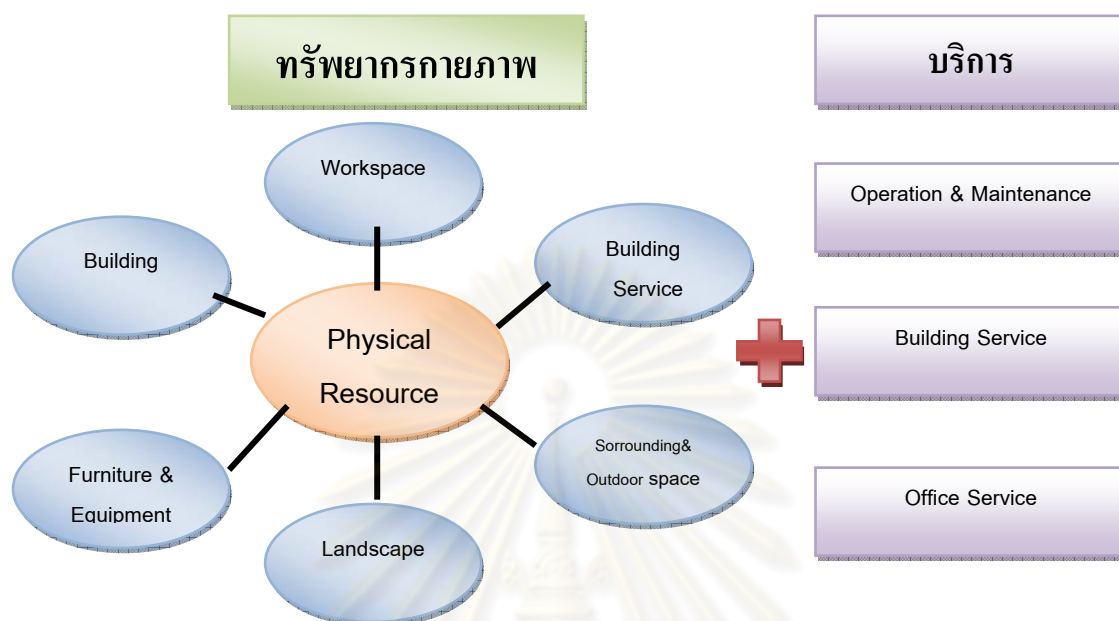 ทรัพยากรกายภาพ
บริการ
Workspace
Building
Building
Service
Physical
Resource
Furniture &
Equipment
Landscape
Sorrounding&
Outdoor space
Operation & Maintenance
Building Service
Office Service